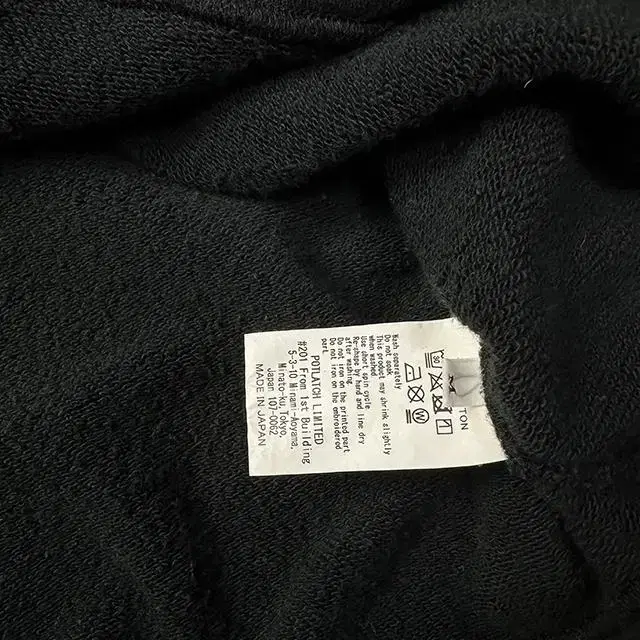 TON
30
W
Wash separately
Do not soak
This product may shrink slightly
when washed
Use short spin cycle
Re-shape by hand and line dry
after washing.
Do not iron on the printed part
Do not iron on the embroidered
part
POTLATCH LIMITED
#201 From 1st Building
5-3-10 Minami-Aoyama,
Minato-ku, Tokyo,
Japan 107-0062
MADE IN JAPAN